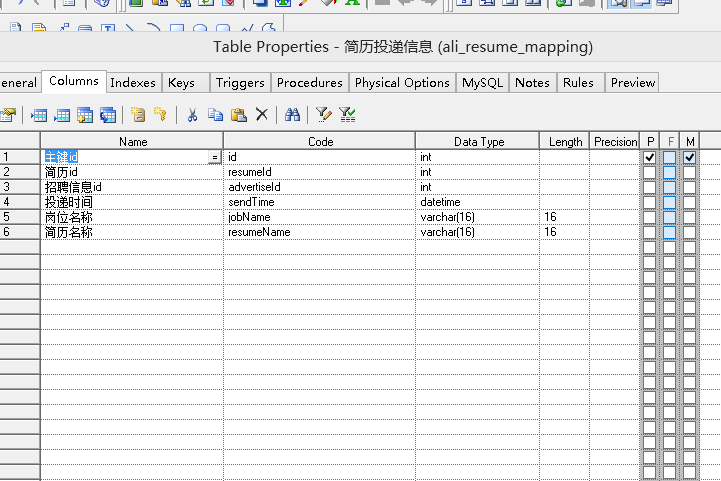 Table Properties - 简历投递信息 (ali_resume_mapping)
eneral Columns Indexes Keys Triggers Procedures Physical Options MySQL Notes Rules Preview
Name Code Data Type Length Precision P F M
1 主键id = id int
2 简历id resumeId int
3 招聘信息id advertiseId int
4 投递时间 sendTime datetime
5 岗位名称 jobName varchar(16) 16
6 简历名称 resumeName varchar(16) 16